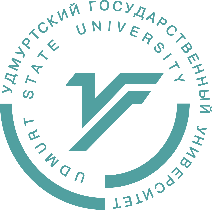 УДМУРТСКИЙ ГОСУДАРСТВЕННЫЙ УНИВЕРСИТЕТ
UDMURT STATE UNIVERSITY